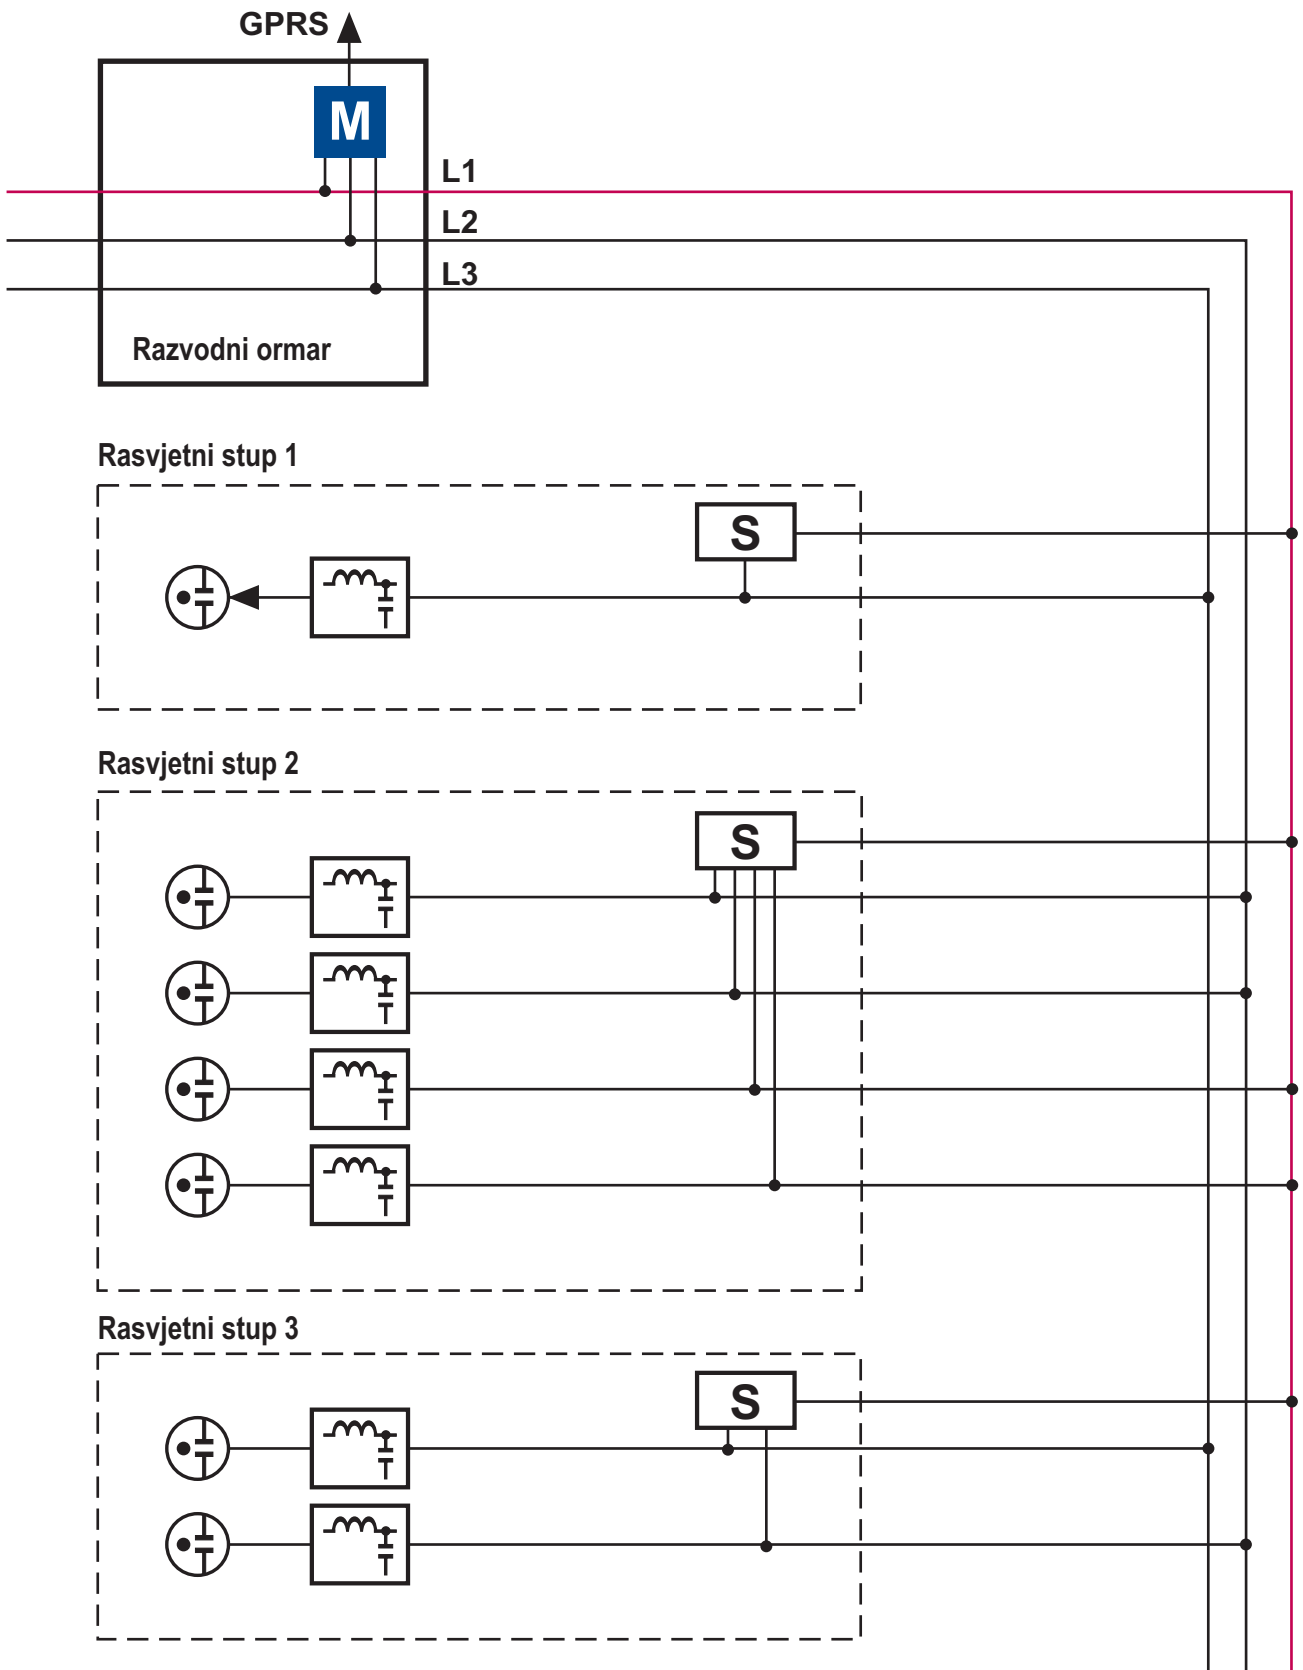 GPRS
M
L1
L2
L3
Razvodni ormar
Rasvjetni stup 1
S
Rasvjetni stup 2
S
Rasvjetni stup 3
S